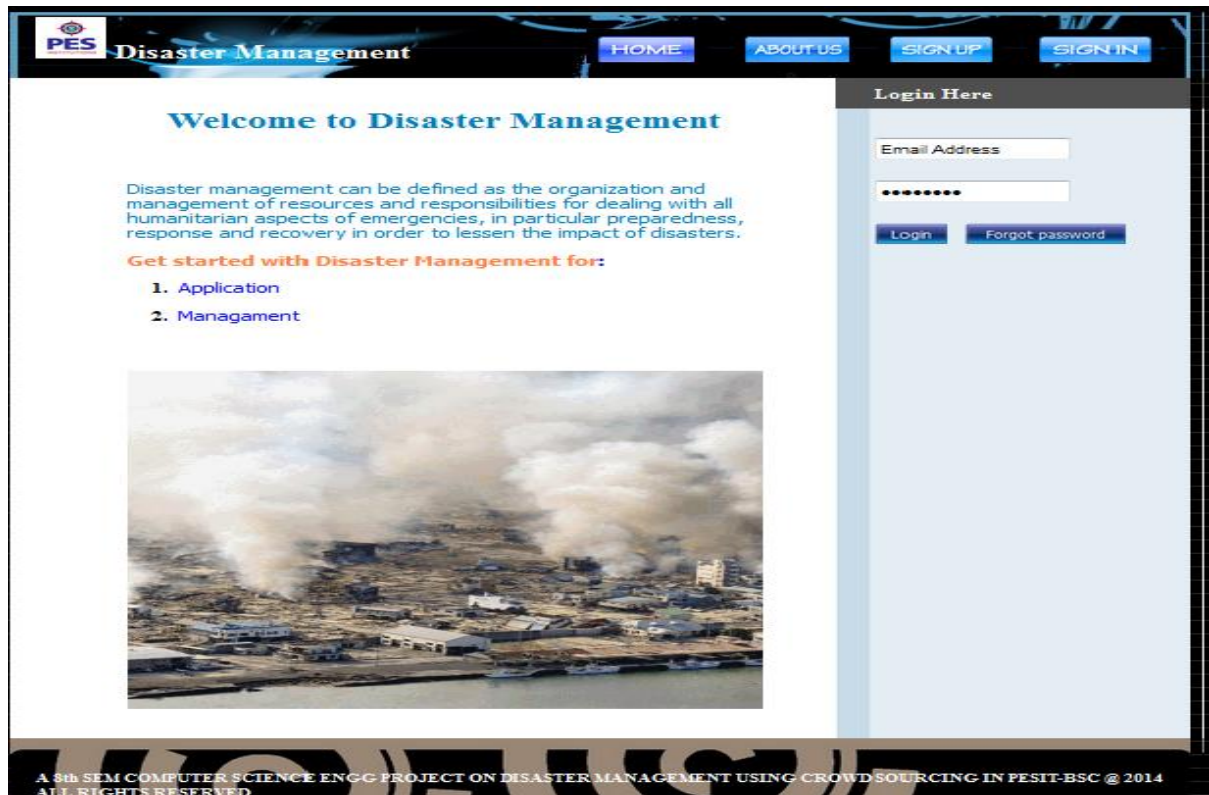 PES
INSTITUTIONS
Disaster Management
HOME
ABOUT US
SIGN UP
SIGN IN
Welcome to Disaster Management
Disaster management can be defined as the organization and
management of resources and responsibilities for dealing with all
humanitarian aspects of emergencies, in particular preparedness,
response and recovery in order to lessen the impact of disasters.
Get started with Disaster Management for:
1. Application
2. Managament
Login Here
Email Address
••••••••
Login
Forgot password
A 8th SEM COMPUTER SCIENCE ENGG PROJECT ON DISASTER MANAGEMENT USING CROWDSOURCING IN PESIT-BSC @ 2014
ALL RIGHTS RESERVED